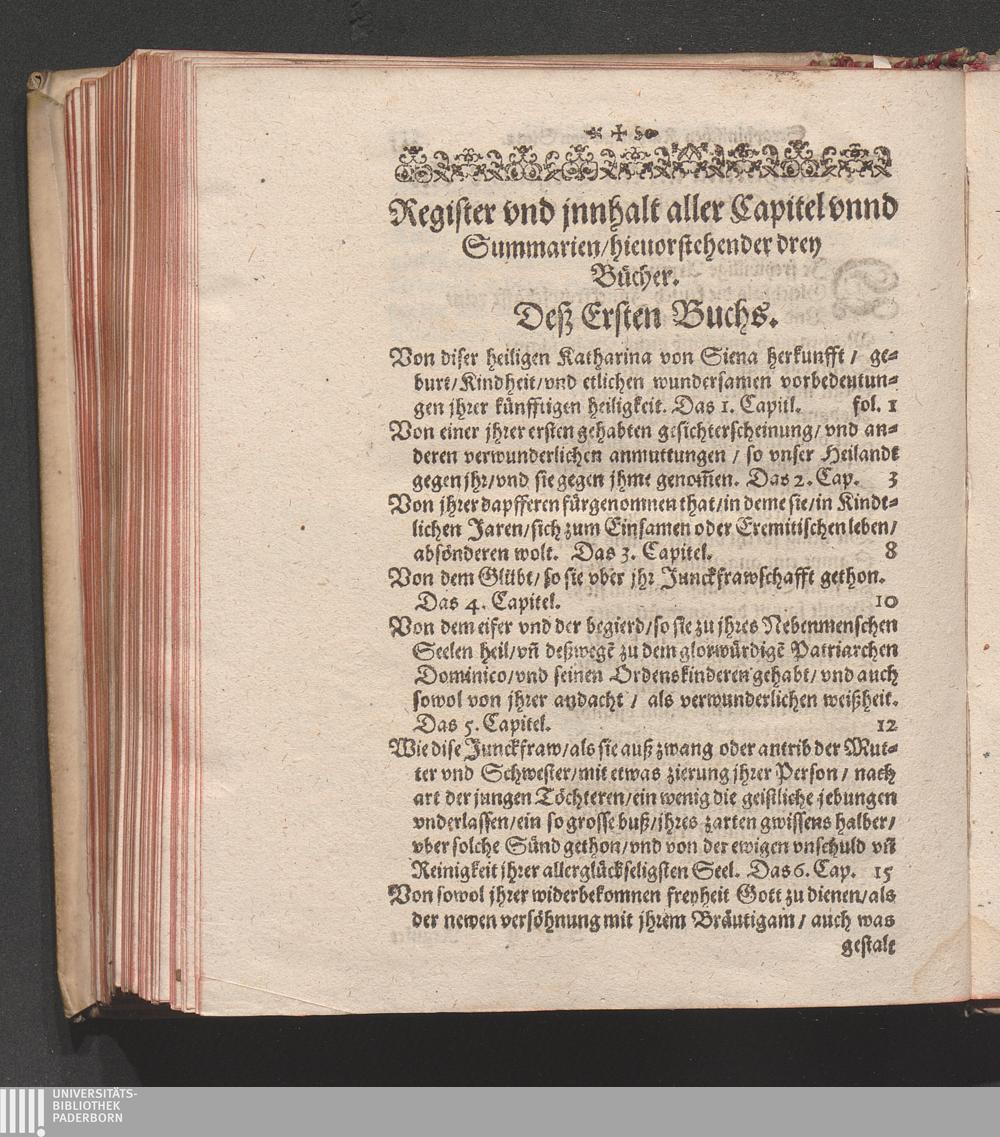 Register vnd jnnhalt aller Capitel vnnd
Summarien/hieuorstehender drey
Bücher.
Deß Ersten Buchs.
Von diser heiligen Katharina von Siena herkunfft / ge=
burt/Kindheit/vnd etlichen wundersamen vorbedeutun=
gen jhrer künfftigen heiligkeit. Das 1. Capitl. fol. 1
Von einer jhrer ersten gehabten gesichterscheinung/ vnd an=
deren verwunderlichen anmuttungen / so vnser Heilandt
gegen jhr/vnd sie gegen jhme genom̃en. Das 2. Cap. 3
Von jhrer dapfferen fürgenomnen that/in deme sie/in Kindt=
lichen Jaren/sich zum Einsamen oder Eremitischen leben/
absönderen wolt. Das 3. Capitel. 8
Von dem Glübt/so sie vber jhr Junckfrawschafft gethon.
Das 4. Capitel. 10
Von dem eifer vnd der begierd/so sie zu jhres Nebenmenschen
Seelen heil/vn̄ deßwegẽ zu dem glorwürdigẽ Patriarchen
Dominico/vnd seinen Ordenskinderen gehabt/ vnd auch
sowol von jhrer andacht / als verwunderlichen weißheit.
Das 5. Capitel. 12
Wie dise Junckfraw/als sie auß zwang oder antrib der Mut=
ter vnd Schwester/mit etwas zierung jhrer Person / nach
art der jungen Töchteren/ein wenig die geistliche jebungen
vnderlassen/ein so grosse buß/jhres zarten gwissens halber/
vber solche Sünd gethon/vnd von der ewigen vnschuld vn̄
Reinigkeit jhrer allerglückseligsten Seel. Das 6. Cap. 15
Von sowol jhrer widerbekomnen freyheit Gott zu dienen/als
der newen versöhnung mit jhrem Bräutigam / auch was
gestalt
UNIVERSITÄTS-
BIBLIOTHEK
PADERBORN